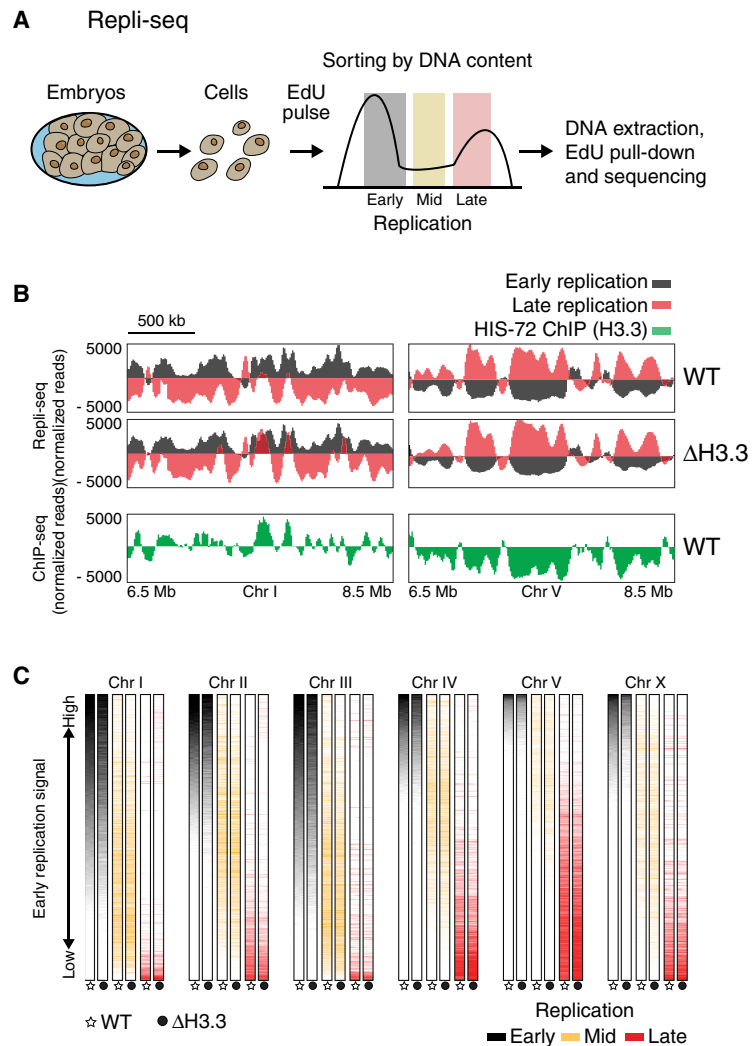 A Repli-seq
Sorting by DNA content
Embryos
Cells
EdU
pulse
DNA extraction,
EdU pull-down
and sequencing
Early Mid Late
Replication
B
Early replication
Late replication
HIS-72 ChIP (H3.3)
500 kb
Repli-seq
(normalized reads)
5000
- 5000
WT
5000
- 5000
ΔH3.3
ChIP-seq
(normalized reads)
5000
- 5000
WT
6.5 Mb Chr I 8.5 Mb
6.5 Mb Chr V 8.5 Mb
C
Chr I Chr II Chr III Chr IV Chr V Chr X
Early replication signal
High
Low
☆ WT ● ΔH3.3
Replication
Early Mid Late